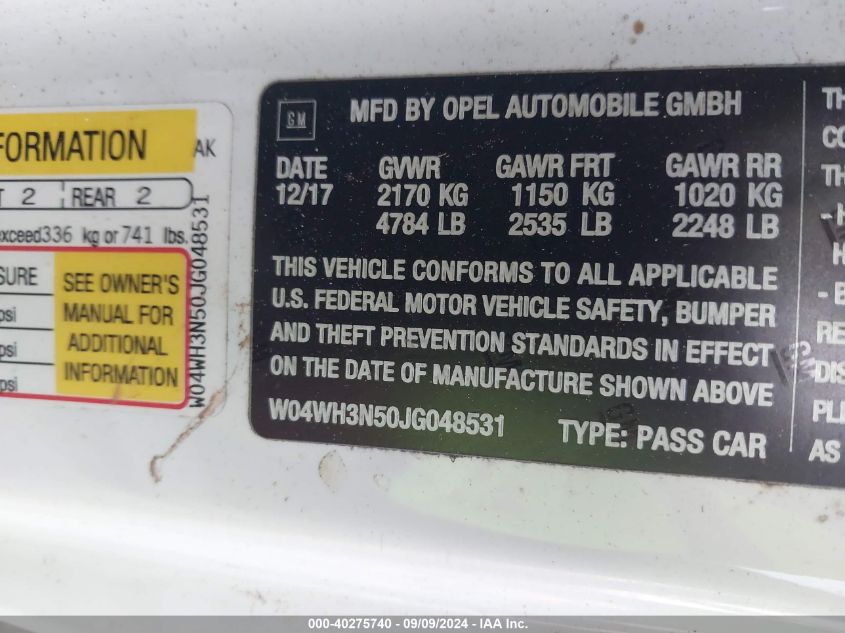 FORMATION
AK
T 2 REAR 2
exceed 336 kg or 741 lbs.
SURE
psi
psi
psi
SEE OWNER'S
MANUAL FOR
ADDITIONAL
INFORMATION
W04WH3N50JG048531
GM
MFD BY OPEL AUTOMOBILE GMBH
DATE GVWR GAWR FRT GAWR RR
12/17 2170 KG 1150 KG 1020 KG
4784 LB 2535 LB 2248 LB
THIS VEHICLE CONFORMS TO ALL APPLICABLE
U.S. FEDERAL MOTOR VEHICLE SAFETY, BUMPER
AND THEFT PREVENTION STANDARDS IN EFFECT
ON THE DATE OF MANUFACTURE SHOWN ABOVE
W04WH3N50JG048531 TYPE: PASS CAR
TH
CO
TH
- H
H
- B
RE
DIS
PL
AS
000-40275740 - 09/09/2024 - IAA Inc.